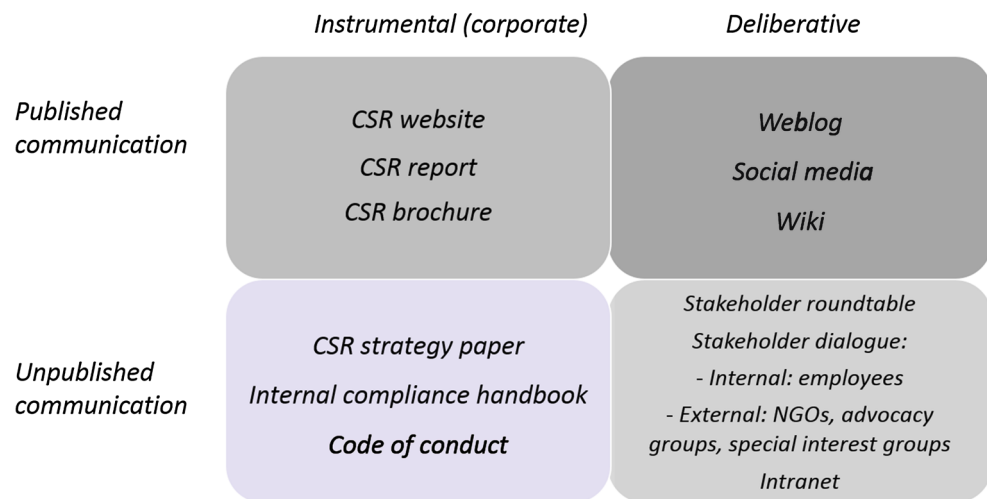 Instrumental (corporate)
Deliberative
Published
communication
CSR website
CSR report
CSR brochure
Weblog
Social media
Wiki
Unpublished
communication
CSR strategy paper
Internal compliance handbook
Code of conduct
Stakeholder roundtable
Stakeholder dialogue:
- Internal: employees
- External: NGOs, advocacy
groups, special interest groups
Intranet